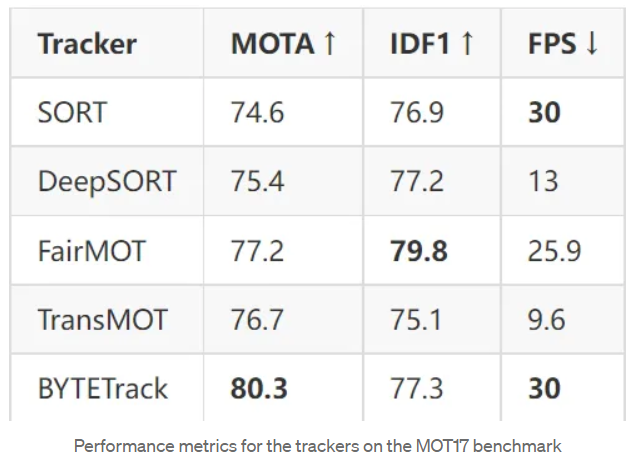 Tracker MOTA ↑ IDF1 ↑ FPS ↓
SORT 74.6 76.9 30
DeepSORT 75.4 77.2 13
FairMOT 77.2 79.8 25.9
TransMOT 76.7 75.1 9.6
BYTETrack 80.3 77.3 30
Performance metrics for the trackers on the MOT17 benchmark